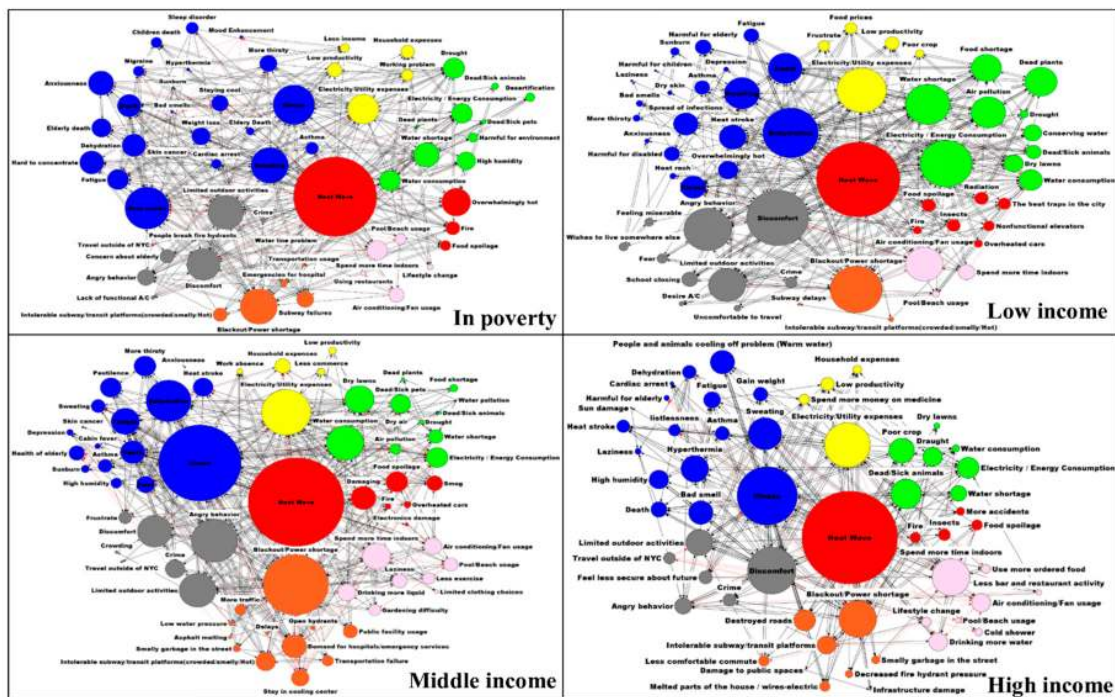 Sleep disorder
Children death
Mood Enhancement
Less income
Household expenses
Migraine
Hyperthermia
More thirsty
Low productivity
Working problem
Drought
Anxiousness
Sunburn
Staying cool
Electricity/Utility expenses
Dead/Sick animals
Desertification
Bad smells
Electricity / Energy Consumption
Elderly death
Weight loss
Eldery Death
Dead plants
Dead/Sick pets
Dehydration
Asthma
Water shortage
Harmful for environment
Hard to concentrate
Skin cancer
Cardiac arrest
High humidity
Fatigue
Water consumption
Limited outdoor activities
Heat Wave
Overwhelmingly hot
Crime
Pool/Beach usage
Fire
People break fire hydrants
Travel outside of NYC
Water line problem
Food spoilage
Concern about elderly
Transportation usage
Spend more time indoors
Angry behavior
Emergencies for hospital
Lifestyle change
Discomfort
Using restaurants
Lack of functional A/C
Subway failures
Air conditioning/Fan usage
Intolerable subway/transit platforms(crowded/smelly/Hot)
Blackout/Power shortage
In poverty
Fatigue
Food prices
Harmful for elderly
Frustrate
Low productivity
Sunburn
Poor crop
Food shortage
Harmful for children
Depression
Electricity/Utility expenses
Dead plants
Laziness
Asthma
Water shortage
Air pollution
Bad smells
Dry skin
Spread of infections
Drought
More thirsty
Heat stroke
Electricity / Energy Consumption
Conserving water
Anxiousness
Dead/Sick animals
Harmful for disabled
Overwhelmingly hot
Dry lawns
Heat rash
Heat Wave
Water consumption
Angry behavior
Food spoilage
Radiation
Feeling miserable
Discomfort
The heat traps in the city
Fire
Insects
Nonfunctional elevators
Wishes to live somewhere else
Air conditioning/Fan usage
Overheated cars
Fear
Limited outdoor activities
Blackout/Power shortage
School closing
Crime
Spend more time indoors
Desire A/C
Subway delays
Pool/Beach usage
Uncomfortable to travel
Intolerable subway/transit platforms(crowded/smelly/Hot)
Low income
Low productivity
More thirsty
Anxiousness
Household expenses
Pestilence
Heat stroke
Work absence
Less commerce
Dead plants
Electricity/Utility expenses
Dry lawns
Food shortage
Dead/Sick pets
Sweating
Water pollution
Skin cancer
Water consumption
Dry air
Dead/Sick animals
Depression
Cabin fever
Drought
Air pollution
Water shortage
Health of elderly
Asthma
Food spoilage
Electricity / Energy Consumption
Sunburn
Damaging
Smog
High humidity
Heat Wave
Fire
Overheated cars
Frustrate
Angry behavior
Electronics damage
Discomfort
Blackout/Power shortage
Spend more time indoors
Crowding
Air conditioning/Fan usage
Crime
Laziness
Pool/Beach usage
Travel outside of NYC
Less exercise
Limited outdoor activities
Drinking more liquid
Limited clothing choices
More traffic
Gardening difficulty
Low water pressure
Open hydrants
Public facility usage
Asphalt melting
Delays
Smelly garbage in the street
Demand for hospitals/emergency services
Intolerable subway/transit platforms(crowded/smelly/Hot)
Transportation failure
Stay in cooling center
Middle income
People and animals cooling off problem (Warm water)
Household expenses
Dehydration
Gain weight
Low productivity
Cardiac arrest
Fatigue
Spend more money on medicine
Harmful for elderly
Sweating
Electricity/Utility expenses
Dry lawns
Sun damage
listlessness
Poor crop
Heat stroke
Asthma
Draught
Water consumption
Laziness
Hyperthermia
Dead/Sick animals
Electricity / Energy Consumption
High humidity
Bad smell
Illness
Water shortage
Death
More accidents
Heat Wave
Fire
Insects
Food spoilage
Limited outdoor activities
Spend more time indoors
Travel outside of NYC
Discomfort
Use more ordered food
Feel less secure about future
Less bar and restaurant activity
Crime
Blackout/Power shortage
Lifestyle change
Air conditioning/Fan usage
Angry behavior
Pool/Beach usage
Destroyed roads
Cold shower
Drinking more water
Intolerable subway/transit platforms
Smelly garbage in the street
Less comfortable commute
Damage to public spaces
Decreased fire hydrant pressure
Melted parts of the house / wires-electric
Infrastructure damage
High income